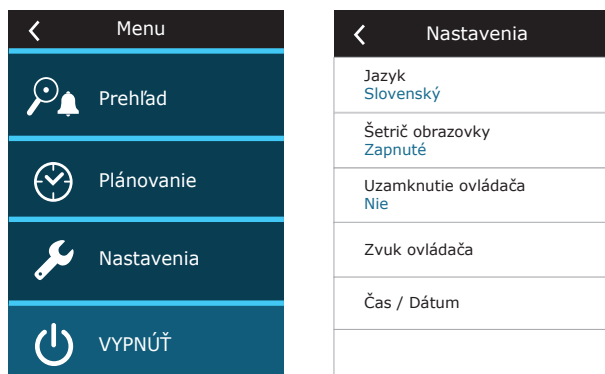 Menu
Prehľad
Plánovanie
Nastavenia
VYPNÚŤ
Nastavenia
Jazyk
Slovenský
Šetrič obrazovky
Zapnuté
Uzamknutie ovládača
Nie
Zvuk ovládača
Čas / Dátum